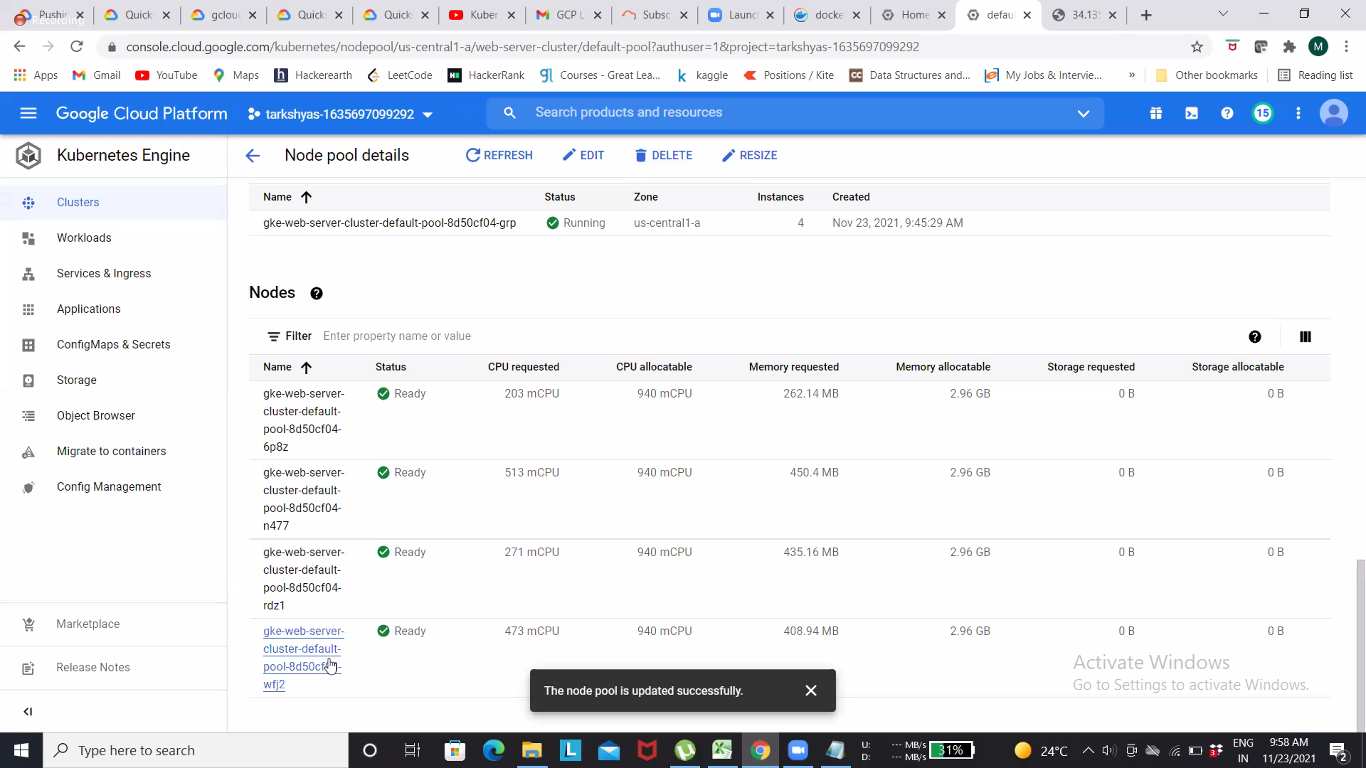 Pushin
Quick
gcloud
Quick
Quick
Kuber
GCP L
Subsc
Launc
docke
Home
defau
34.13
Recording
console.cloud.google.com/kubernetes/nodepool/us-central1-a/web-server-cluster/default-pool?authuser=1&project=tarkshyas-1635697099292
M
Apps Gmail YouTube Maps Hackerearth LeetCode HackerRank Courses - Great Lea... kaggle Positions / Kite Data Structures and... My Jobs & Intervie... » Other bookmarks Reading list
Google Cloud Platform tarkshyas-1635697099292 Search products and resources 15
Kubernetes Engine
Node pool details REFRESH EDIT DELETE RESIZE
Clusters
Workloads
Services & Ingress
Applications
ConfigMaps & Secrets
Storage
Object Browser
Migrate to containers
Config Management
Marketplace
Release Notes
Name Status Zone Instances Created
gke-web-server-cluster-default-pool-8d50cf04-grp Running us-central1-a 4 Nov 23, 2021, 9:45:29 AM
Nodes
Filter Enter property name or value
Name Status CPU requested CPU allocatable Memory requested Memory allocatable Storage requested Storage allocatable
gke-web-server- Ready 203 mCPU 940 mCPU 262.14 MB 2.96 GB 0 B 0 B
cluster-default-
pool-8d50cf04-
6p8z
gke-web-server- Ready 513 mCPU 940 mCPU 450.4 MB 2.96 GB 0 B 0 B
cluster-default-
pool-8d50cf04-
n477
gke-web-server- Ready 271 mCPU 940 mCPU 435.16 MB 2.96 GB 0 B 0 B
cluster-default-
pool-8d50cf04-
rdz1
gke-web-server- Ready 473 mCPU 940 mCPU 408.94 MB 2.96 GB 0 B 0 B
cluster-default-
pool-8d50cf04-
wfj2
The node pool is updated successfully.
Activate Windows
Go to Settings to activate Windows.
Type here to search
L
U: --- MB/s
D: --- MB/s
31%
24°C
ENG
IN
9:58 AM
11/23/2021
2